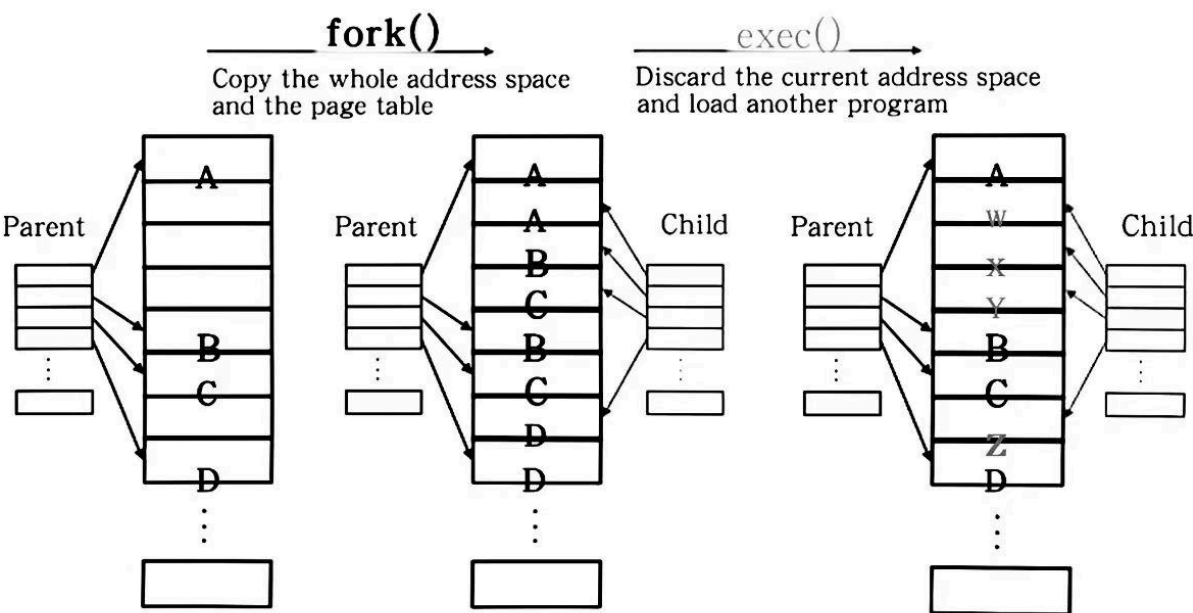 fork()
Copy the whole address space
and the page table
exec()
Discard the current address space
and load another program
Parent
A
B
C
D
Parent
A
A
B
C
B
C
D
D
Child
Parent
A
W
X
Y
B
C
Z
D
Child